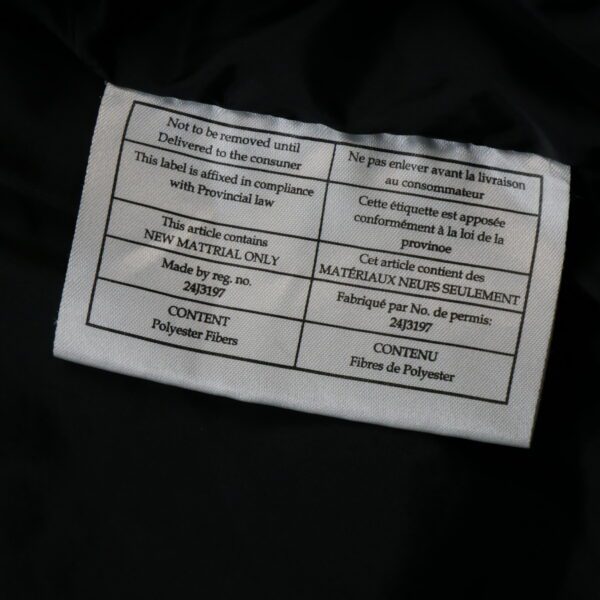 Not to be removed until
Delivered to the consuner
This label is affixed in compliance
with Provincial law
This article contains
NEW MATTRIAL ONLY
Made by reg. no.
24J3197
CONTENT
Polyester Fibers
Ne pas enlever avant la livraison
au consommateur
Cette étiquette est apposée
conformément à la loi de la
provinoe
Cet article contient des
MATÉRIAUX NEUFS SEULEMENT
Fabriqué par No. de permis:
24J3197
CONTENU
Fibres de Polyester